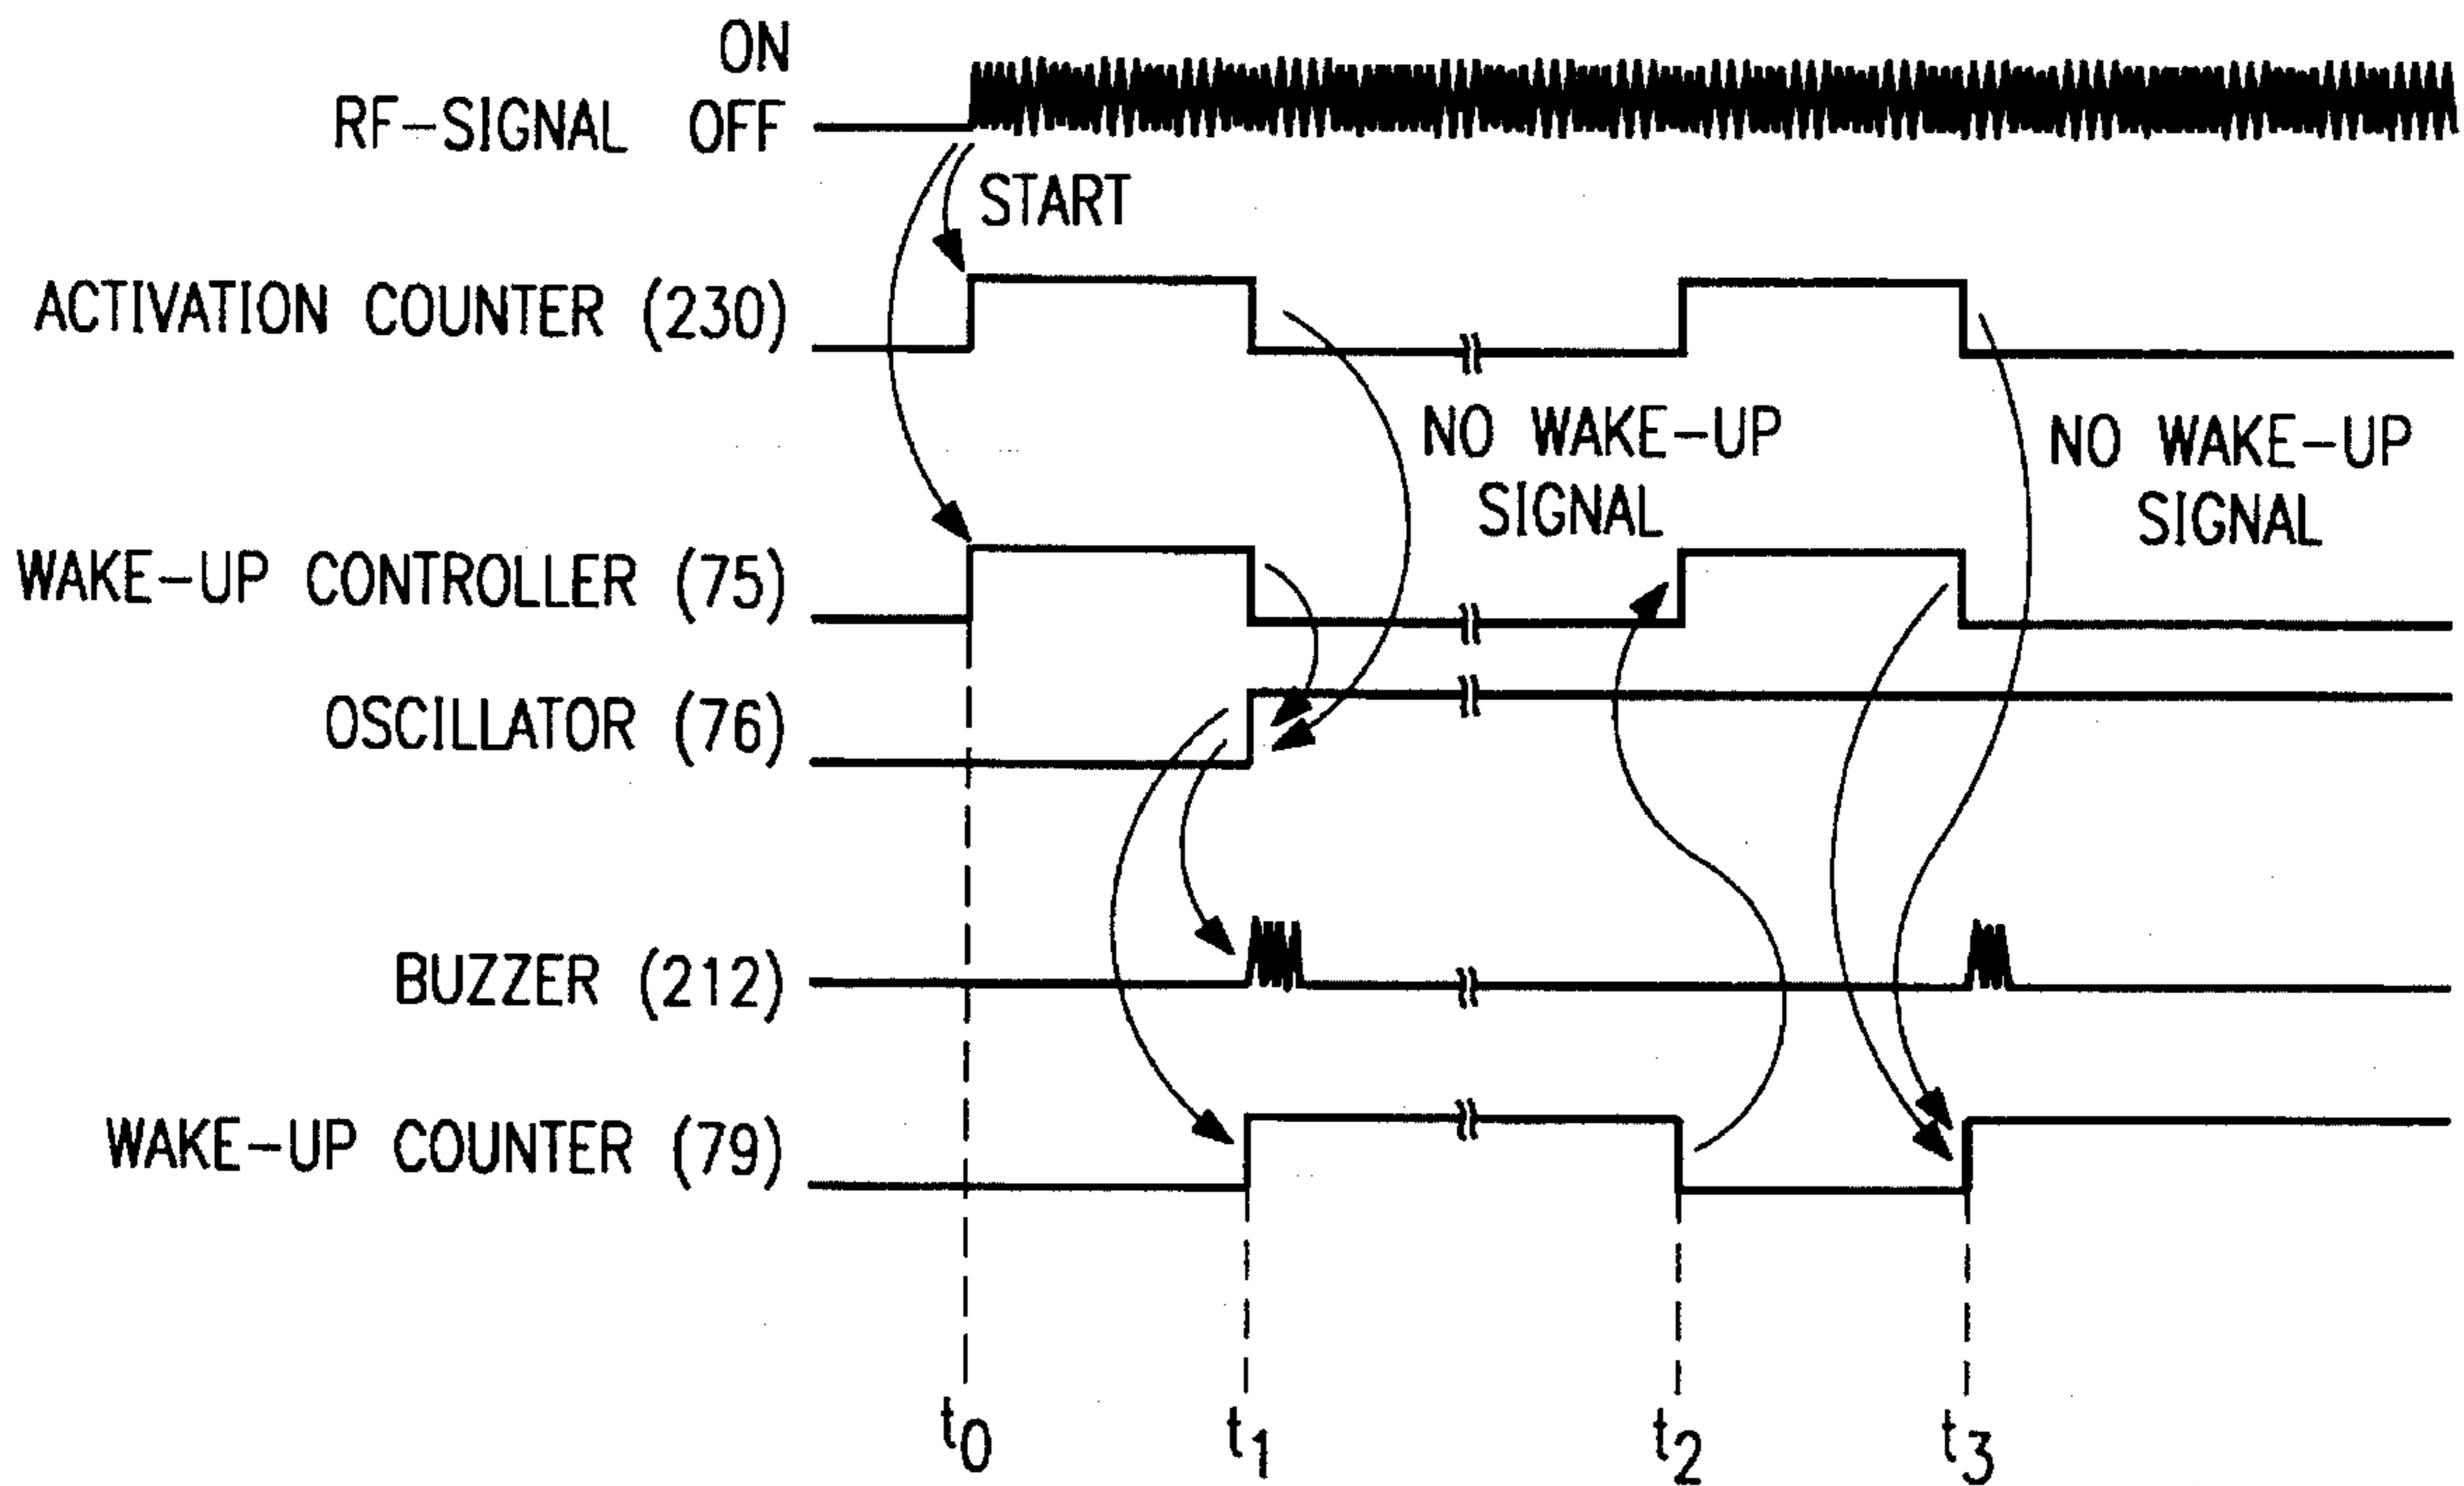 ON
RF-SIGNAL OFF
START
ACTIVATION COUNTER (230)
NO WAKE-UP
SIGNAL
NO WAKE-UP
SIGNAL
WAKE-UP CONTROLLER (75)
OSCILLATOR (76)
BUZZER (212)
WAKE-UP COUNTER (79)
t0 t1 t2 t3